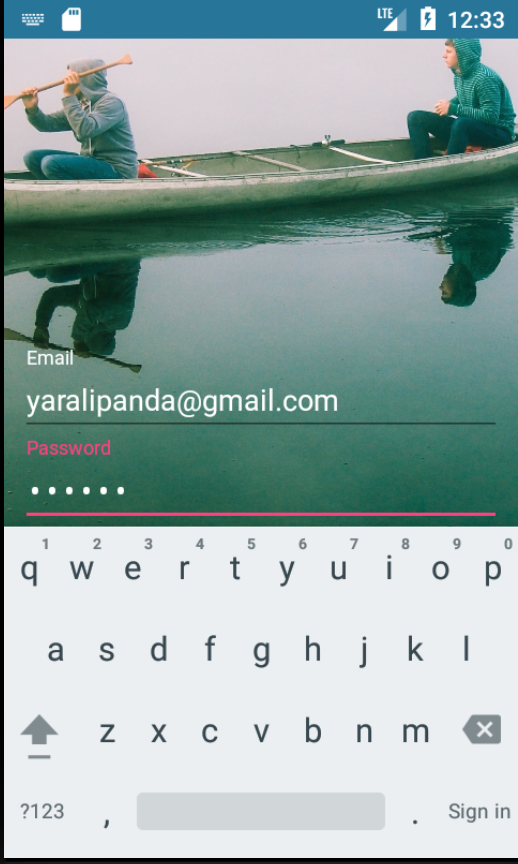 LTE 12:33
Email
yaralipanda@gmail.com
Password
••••••
1 2 3 4 5 6 7 8 9 0
q w e r t y u i o p
a s d f g h j k l
z x c v b n m
?123 , . Sign in